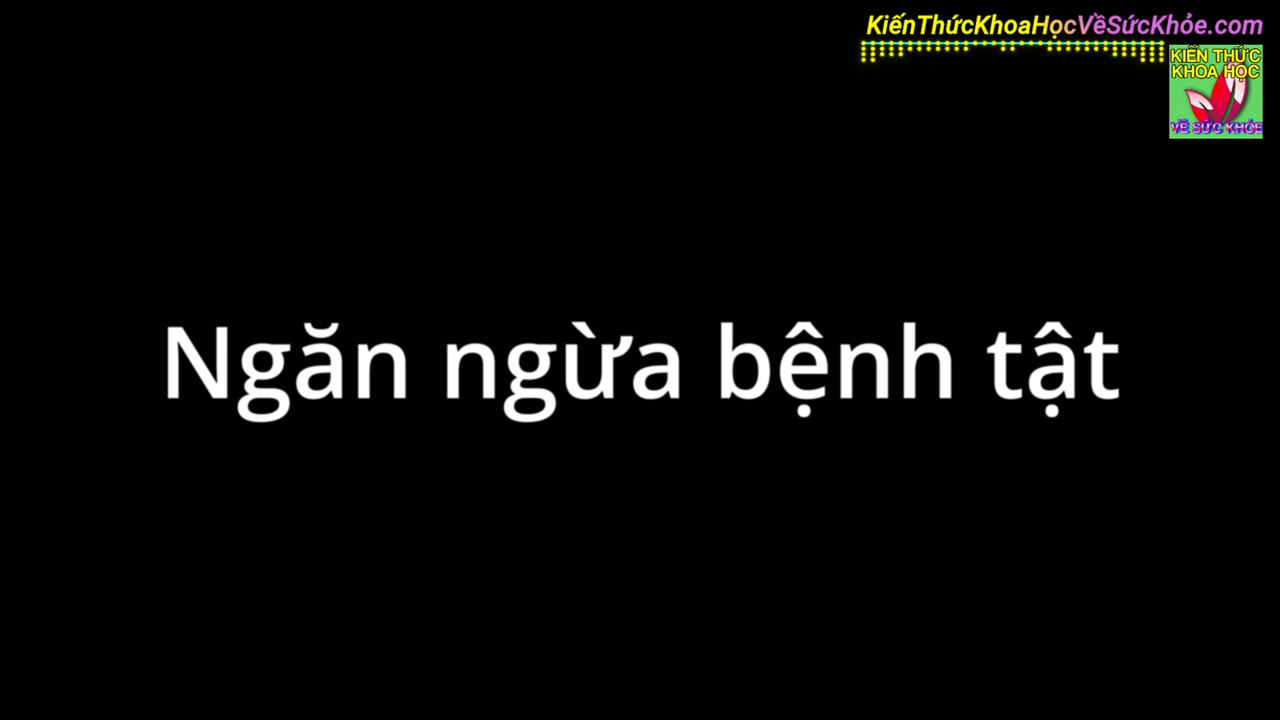 KiếnThứcKhoaHọcVềSứcKhỏe.com
KIẾN THỨC
KHOA HỌC
VỀ SỨC KHỎE
Ngăn ngừa bệnh tật